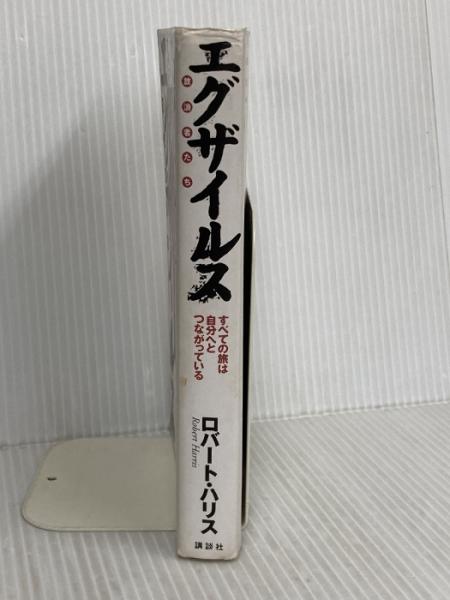 エグザイルス
放浪者たち
すべての旅は
自分へと
つながっている
ロバート・ハリス
Robert Harris
講談社